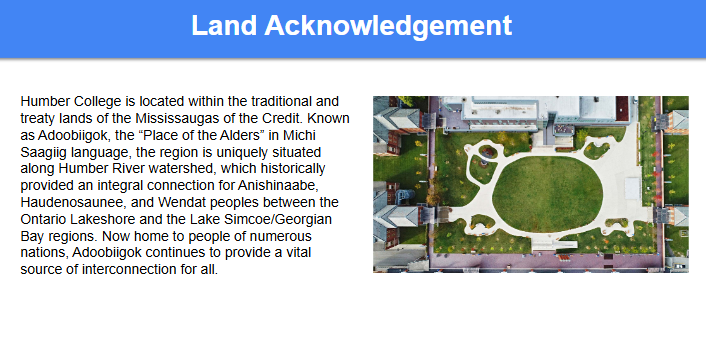 Land Acknowledgement
Humber College is located within the traditional and
treaty lands of the Mississaugas of the Credit. Known
as Adoobiigok, the “Place of the Alders” in Michi
Saagiig language, the region is uniquely situated
along Humber River watershed, which historically
provided an integral connection for Anishinaabe,
Haudenosaunee, and Wendat peoples between the
Ontario Lakeshore and the Lake Simcoe/Georgian
Bay regions. Now home to people of numerous
nations, Adoobiigok continues to provide a vital
source of interconnection for all.